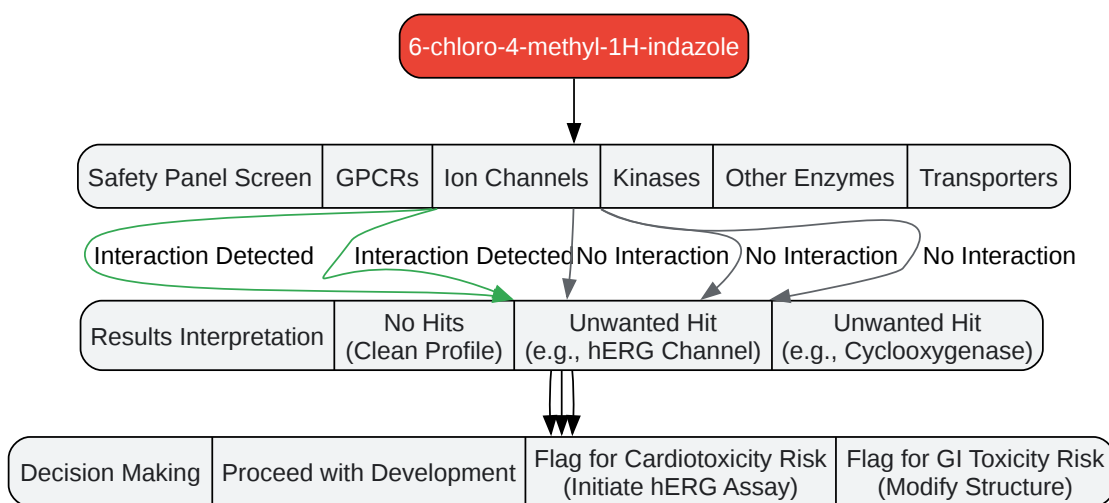 6-chloro-4-methyl-1H-indazole
Safety Panel Screen
GPCRs
Ion Channels
Kinases
Other Enzymes
Transporters
Interaction Detected
Interaction Detected
No Interaction
No Interaction
No Interaction
Results Interpretation
No Hits
(Clean Profile)
Unwanted Hit
(e.g., hERG Channel)
Unwanted Hit
(e.g., Cyclooxygenase)
Decision Making
Proceed with Development
Flag for Cardiotoxicity Risk
(Initiate hERG Assay)
Flag for GI Toxicity Risk
(Modify Structure)